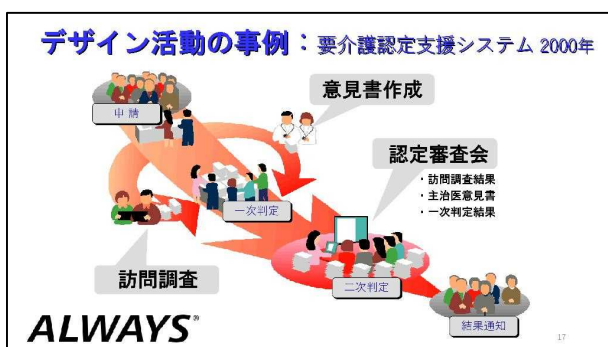 デザイン活動の事例：要介護認定支援システム 2000年
申請
意見書作成
認定審査会
・訪問調査結果
・主治医意見書
・一次判定結果
一次判定
訪問調査
二次判定
結果通知
ALWAYS®
17